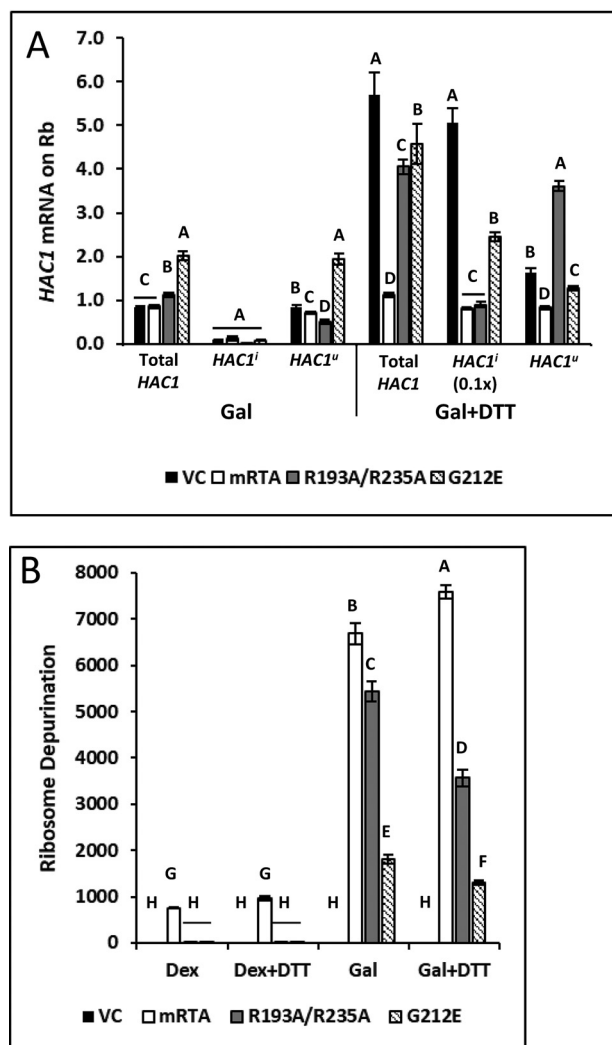 A
HAC1 mRNA on Rb
7.0
6.0
5.0
4.0
3.0
2.0
1.0
0.0
C
B
A
A
B
C
D
A
A
D
C
B
A
C
B
B
D
A
C
Total HAC1
HAC1ⁱ
HAC1ᵘ
Total HAC1
HAC1ⁱ (0.1x)
HAC1ᵘ
Gal
Gal+DTT
VC mRTA R193A/R235A G212E
B
Ribosome Depurination
8000
7000
6000
5000
4000
3000
2000
1000
0
H
G
H
H
G
H
H
B
C
E
H
A
D
F
Dex
Dex+DTT
Gal
Gal+DTT
VC mRTA R193A/R235A G212E